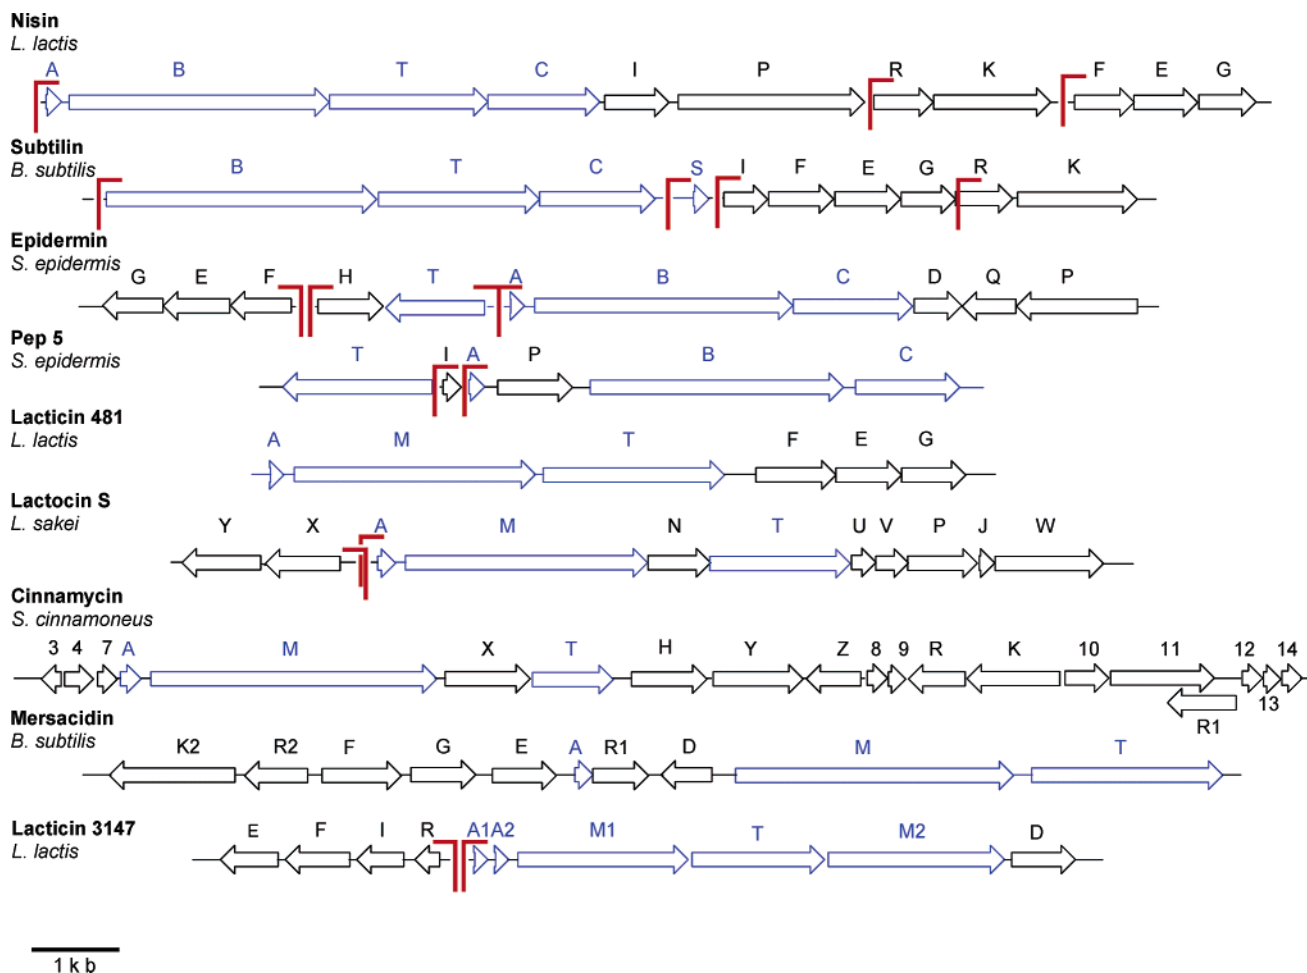 Nisin
L. lactis
A B T C I P R K F E G
Subtilin
B. subtilis
B T C S I F E G R K
Epidermin
S. epidermis
G E F H T A B C D Q P
Pep 5
S. epidermis
T I A P B C
Lacticin 481
L. lactis
A M T F E G
Lactocin S
L. sakei
Y X A M N T U V P J W
Cinnamycin
S. cinnamoneus
3 4 7 A M X T H Y Z 8 9 R K 10 11 12 14
13
R1
Mersacidin
B. subtilis
K2 R2 F G E A R1 D M T
Lacticin 3147
L. lactis
E F I R A1 A2 M1 T M2 D
1 k b